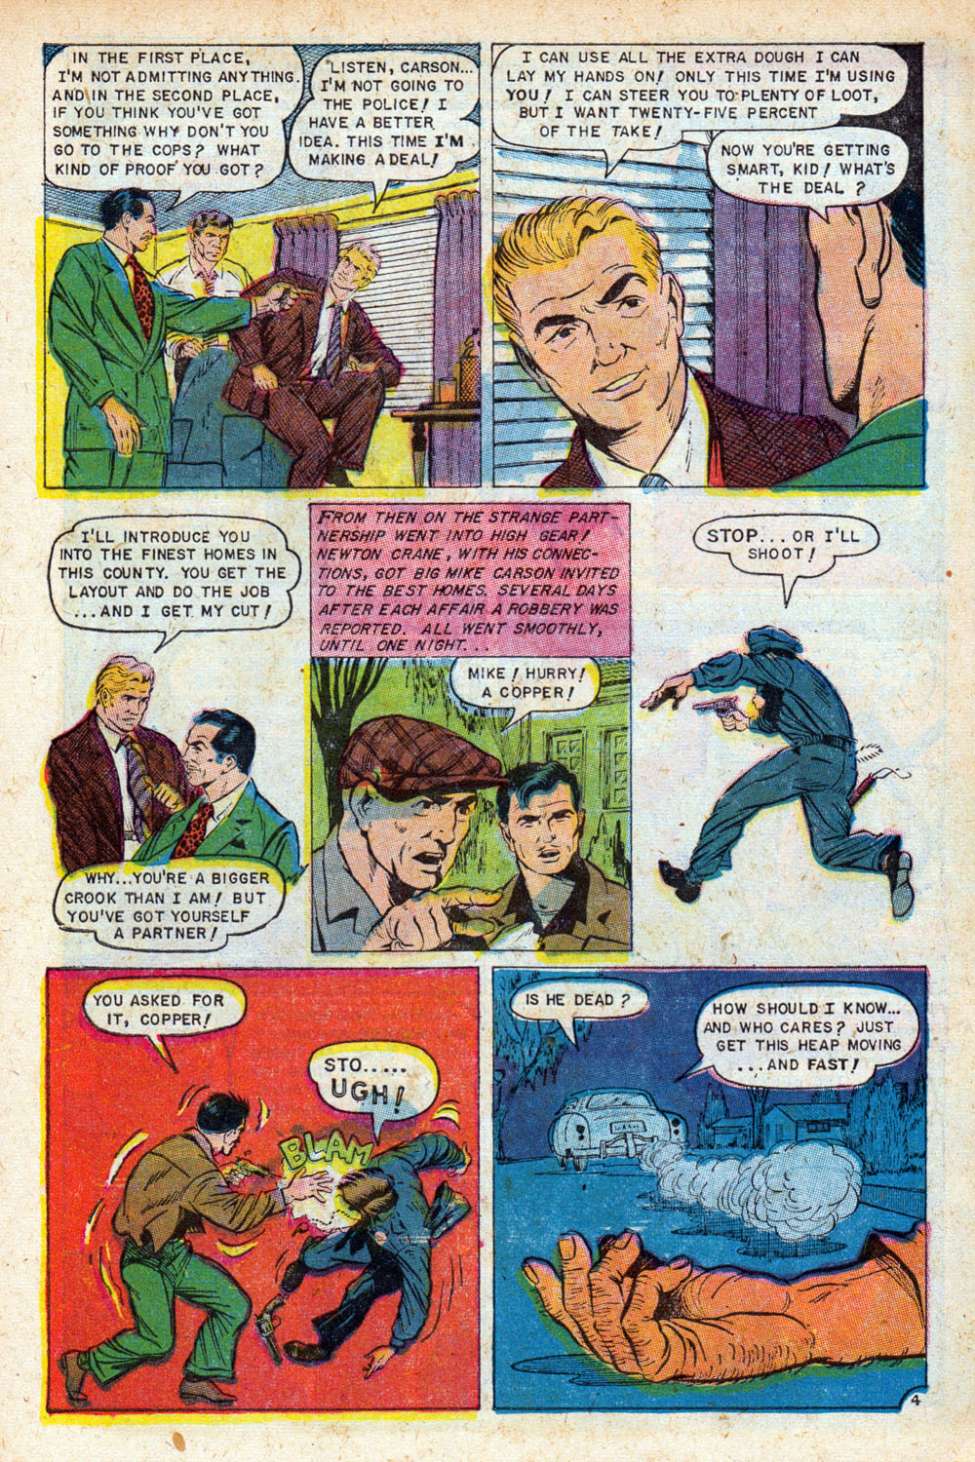 IN THE FIRST PLACE,
I'M NOT ADMITTING ANYTHING.
AND IN THE SECOND PLACE,
IF YOU THINK YOU'VE GOT
SOMETHING WHY DON'T YOU
GO TO THE COPS? WHAT
KIND OF PROOF YOU GOT?
LISTEN, CARSON...
I'M NOT GOING TO
THE POLICE! I
HAVE A BETTER
IDEA. THIS TIME I'M
MAKING A DEAL!
I CAN USE ALL THE EXTRA DOUGH I CAN
LAY MY HANDS ON! ONLY THIS TIME I'M USING
YOU! I CAN STEER YOU TO PLENTY OF LOOT,
BUT I WANT TWENTY-FIVE PERCENT
OF THE TAKE!
NOW YOU'RE GETTING
SMART, KID! WHAT'S
THE DEAL?
I'LL INTRODUCE YOU
INTO THE FINEST HOMES IN
THIS COUNTY. YOU GET THE
LAYOUT AND DO THE JOB
...AND I GET MY CUT!
WHY...YOU'RE A BIGGER
CROOK THAN I AM! BUT
YOU'VE GOT YOURSELF
A PARTNER!
FROM THEN ON THE STRANGE PART-
NERSHIP WENT INTO HIGH GEAR!
NEWTON CRANE, WITH HIS CONNEC-
TIONS, GOT BIG MIKE CARSON INVITED
TO THE BEST HOMES. SEVERAL DAYS
AFTER EACH AFFAIR A ROBBERY WAS
REPORTED. ALL WENT SMOOTHLY,
UNTIL ONE NIGHT...
MIKE! HURRY!
A COPPER!
STOP...OR I'LL
SHOOT!
YOU ASKED FOR
IT, COPPER!
STO.....
UGH!
BLAM
IS HE DEAD?
HOW SHOULD I KNOW...
AND WHO CARES? JUST
GET THIS HEAP MOVING
...AND FAST!
4